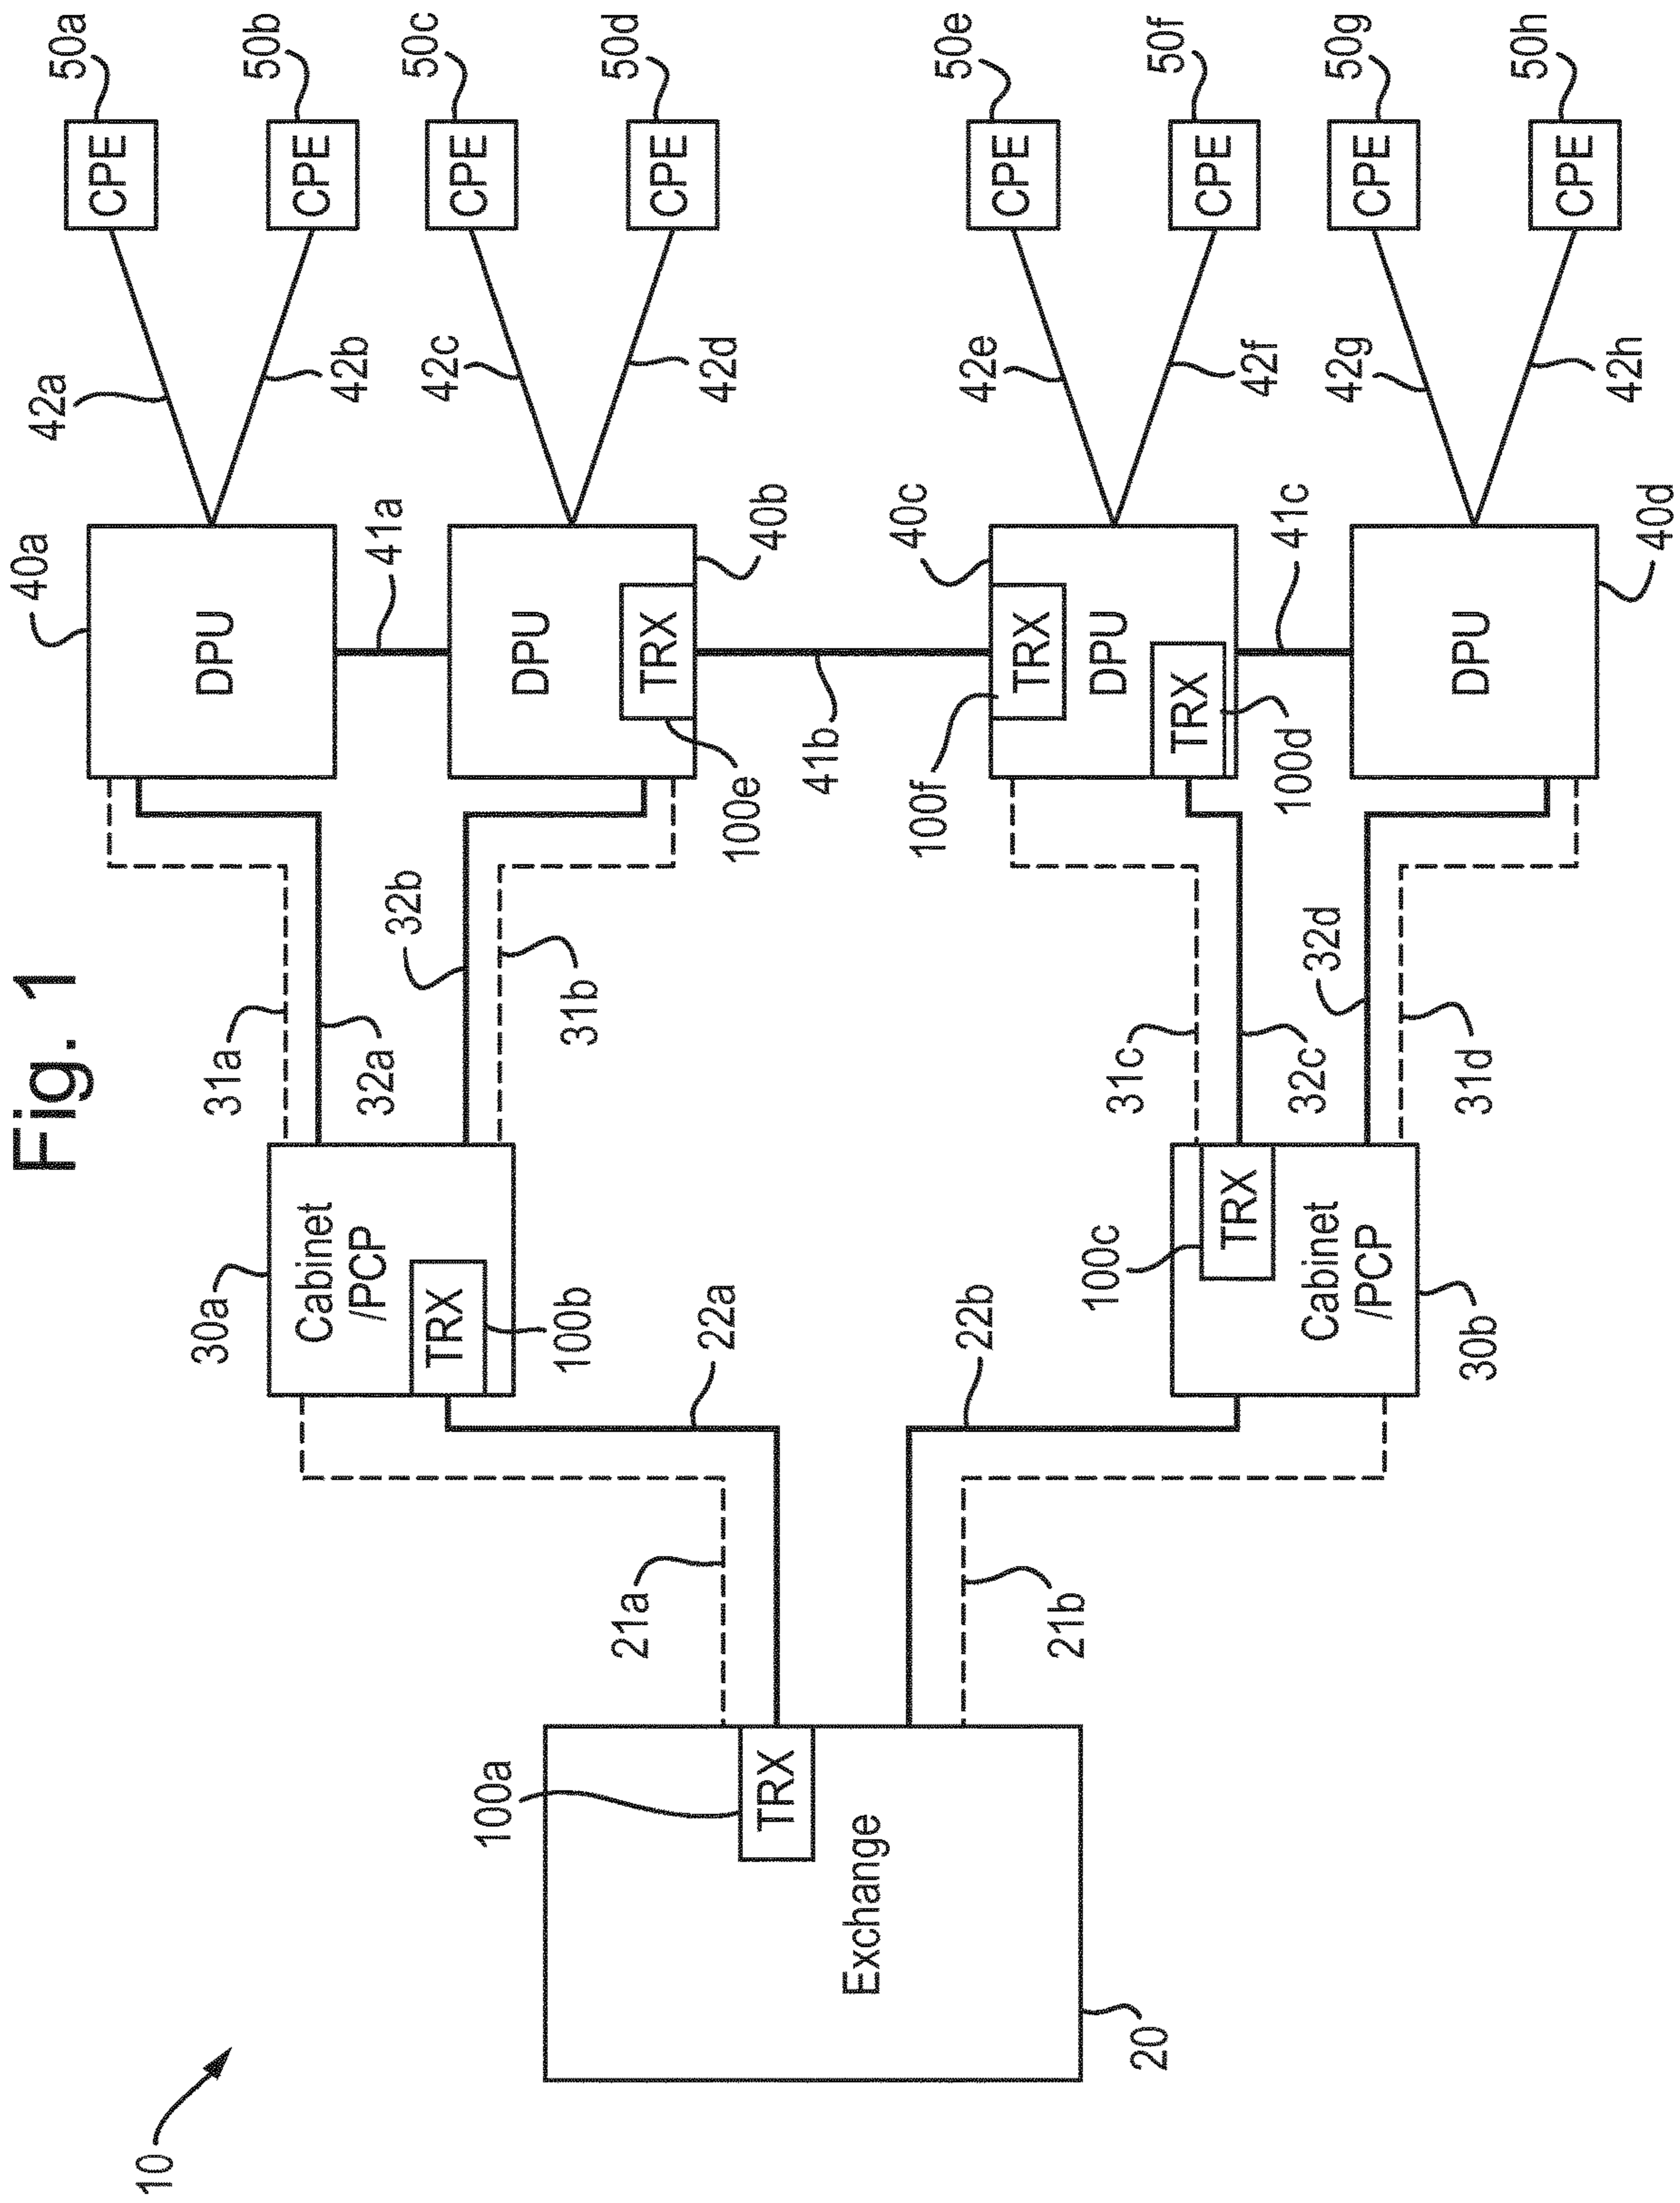 Fig. 1
10
20
Exchange
TRX
100a
21a
22a
21b
22b
30a
Cabinet
/PCP
TRX
100b
30b
Cabinet
/PCP
TRX
100c
31a
32a
32b
31b
31c
32c
32d
31d
40a
DPU
41a
DPU
40b
TRX
100e
41b
40c
TRX
100f
DPU
TRX
100d
41c
DPU
40d
42a
42b
42c
42d
42e
42f
42g
42h
CPE
50a
CPE
50b
CPE
50c
CPE
50d
CPE
50e
CPE
50f
CPE
50g
CPE
50h